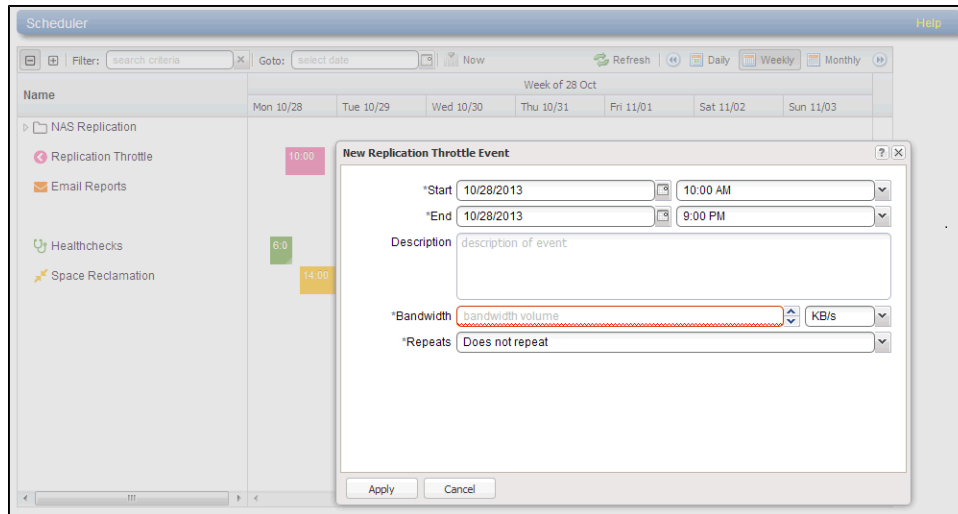 Scheduler Help
Filter: search criteria Goto: select date Now Refresh Daily Weekly Monthly
Name
Week of 28 Oct
Mon 10/28 Tue 10/29 Wed 10/30 Thu 10/31 Fri 11/01 Sat 11/02 Sun 11/03
NAS Replication
Replication Throttle 10:00
Email Reports
Healthchecks 6:0
Space Reclamation 14:00
New Replication Throttle Event ?
*Start 10/28/2013 10:00 AM
*End 10/28/2013 9:00 PM
Description description of event
*Bandwidth bandwidth volume KB/s
*Repeats Does not repeat
Apply Cancel